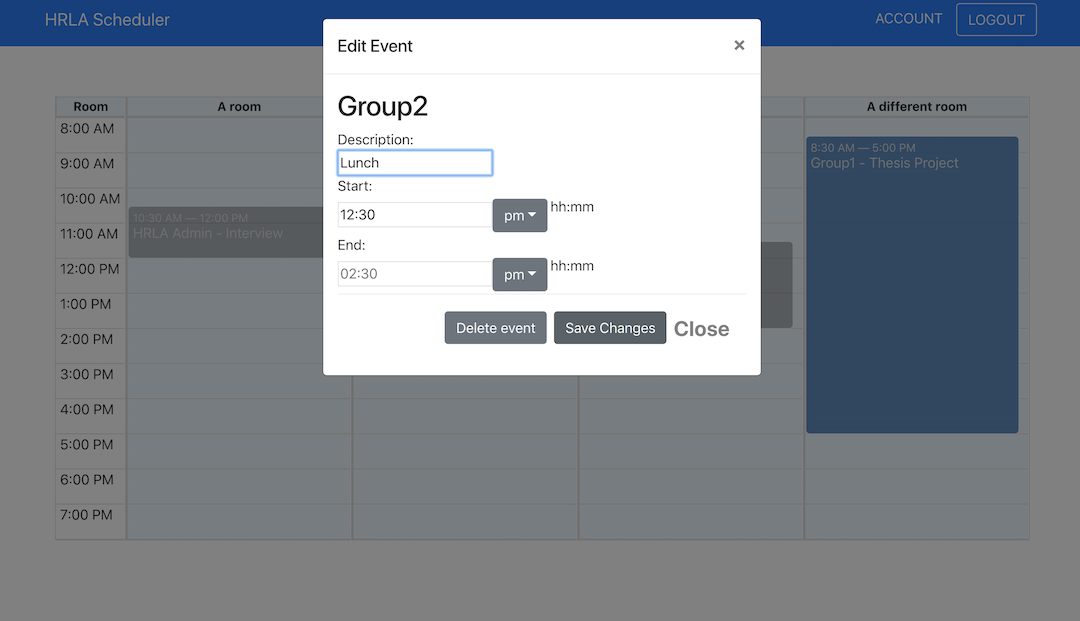 HRLA Scheduler
ACCOUNT
LOGOUT
Edit Event
×
Group2
Description:
Lunch
Start:
12:30
pm
hh:mm
End:
02:30
pm
hh:mm
Delete event
Save Changes
Close
Room
A room
A different room
8:00 AM
9:00 AM
10:00 AM
11:00 AM
12:00 PM
1:00 PM
2:00 PM
3:00 PM
4:00 PM
5:00 PM
6:00 PM
7:00 PM
10:30 AM — 12:00 PM
HRLA Admin - Interview
8:30 AM — 5:00 PM
Group1 - Thesis Project